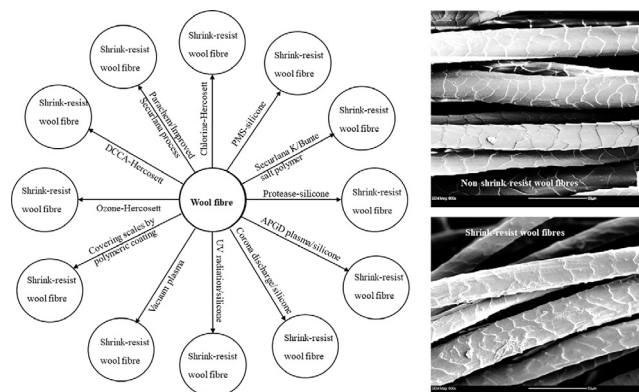 Shrink-resist
wool fibre
Shrink-resist
wool fibre
Shrink-resist
wool fibre
Shrink-resist
wool fibre
Shrink-resist
wool fibre
Shrink-resist
wool fibre
Shrink-resist
wool fibre
Shrink-resist
wool fibre
Shrink-resist
wool fibre
Shrink-resist
wool fibre
Shrink-resist
wool fibre
Shrink-resist
wool fibre
Wool fibre
Chlorine-Hercosett
PMS-silicone
Securlana K/Bunte
salt polymer
Protease-silicone
APGD plasma/silicone
Corona discharge/silicone
UV radiation/silicone
Vacuum plasma
Covering scales by
polymeric coating
Ozone-Hercosett
DCCA-Hercosett
Parachem/Improved
Securlana process
Non-shrink-resist wool fibres
Shrink-resist wool fibres